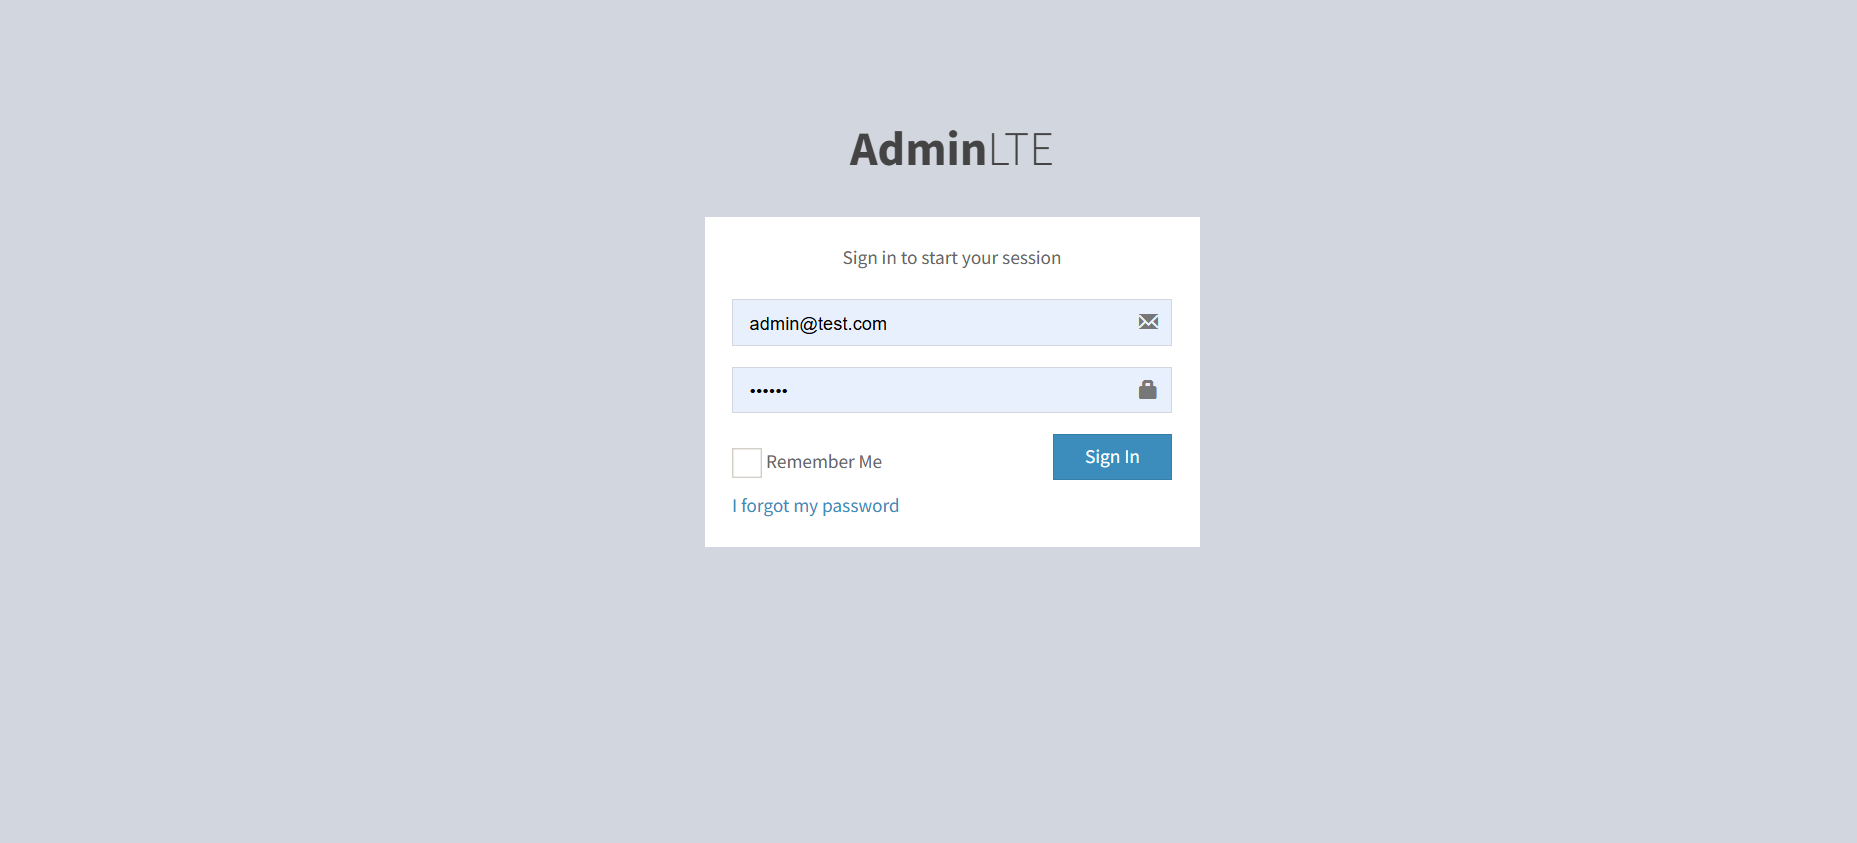 AdminLTE
Sign in to start your session
admin@test.com
••••••
Remember Me
Sign In
I forgot my password